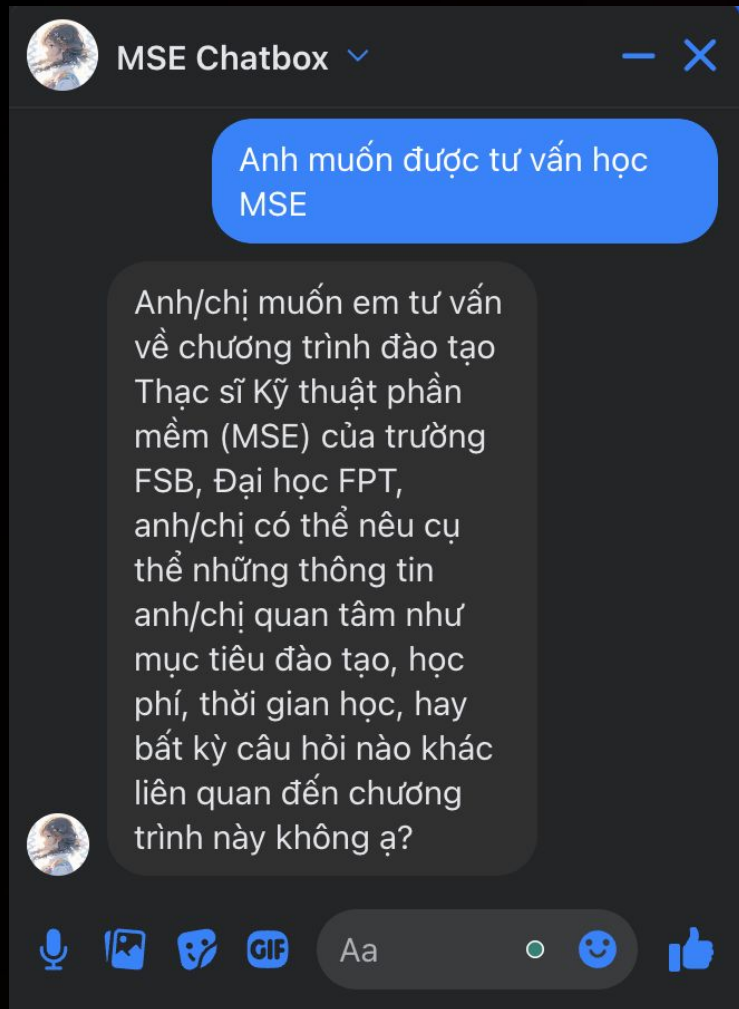 MSE Chatbox
Anh muốn được tư vấn học
MSE
Anh/chị muốn em tư vấn
về chương trình đào tạo
Thạc sĩ Kỹ thuật phần
mềm (MSE) của trường
FSB, Đại học FPT,
anh/chị có thể nêu cụ
thể những thông tin
anh/chị quan tâm như
mục tiêu đào tạo, học
phí, thời gian học, hay
bất kỳ câu hỏi nào khác
liên quan đến chương
trình này không ạ?
GIF
Aa